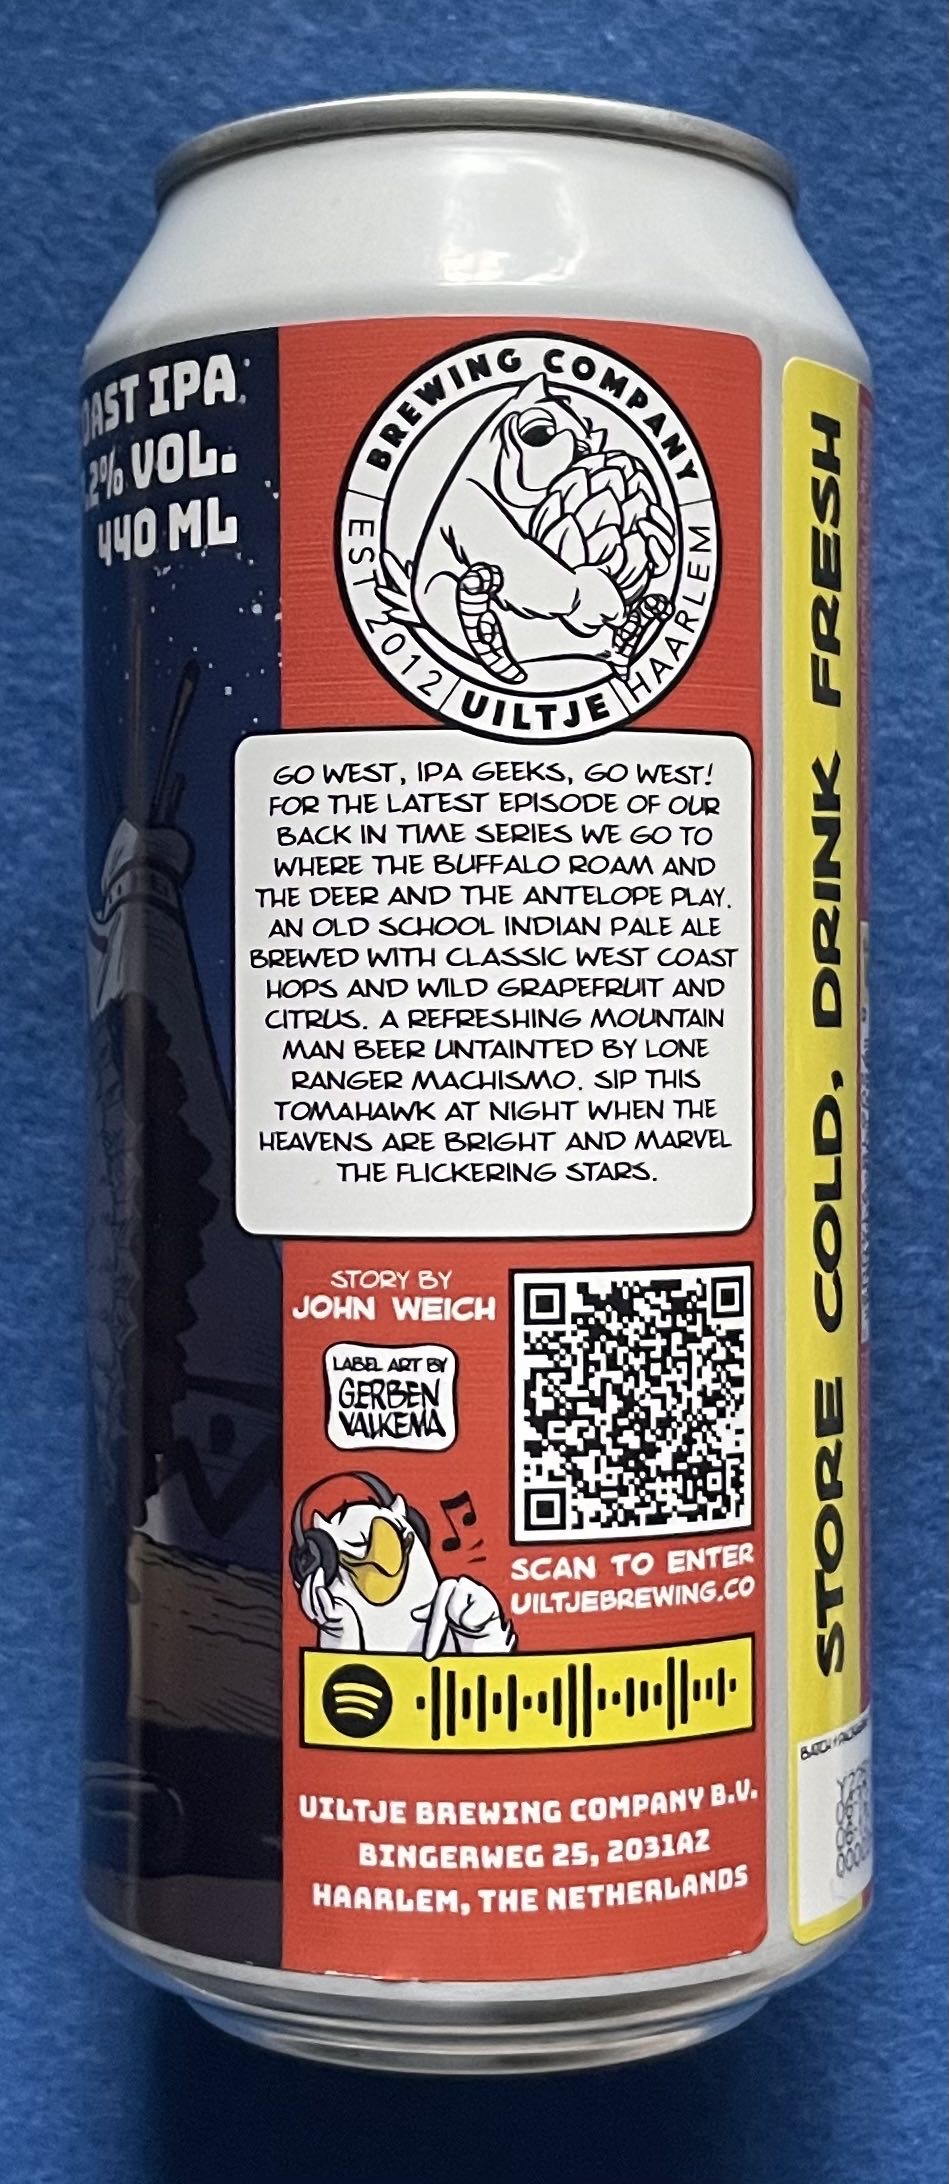 IPA
VOL.
440 ML
BREWING COMPANY
EST 2012
UILTJE
HAARLEM
GO WEST, IPA GEEKS, GO WEST!
FOR THE LATEST EPISODE OF OUR
BACK IN TIME SERIES WE GO TO
WHERE THE BUFFALO ROAM AND
THE DEER AND THE ANTELOPE PLAY.
AN OLD SCHOOL INDIAN PALE ALE
BREWED WITH CLASSIC WEST COAST
HOPS AND WILD GRAPEFRUIT AND
CITRUS. A REFRESHING MOUNTAIN
MAN BEER UNTAINTED BY LONE
RANGER MACHISMO. SIP THIS
TOMAHAWK AT NIGHT WHEN THE
HEAVENS ARE BRIGHT AND MARVEL
THE FLICKERING STARS.
STORY BY
JOHN WEICH
LABEL ART BY
GERBEN
VALKEMA
SCAN TO ENTER
UILTJEBREWING.CO
UILTJE BREWING COMPANY B.V.
BINGERWEG 25, 2031AZ
HAARLEM, THE NETHERLANDS
STORE COLD, DRINK FRESH
BATCH